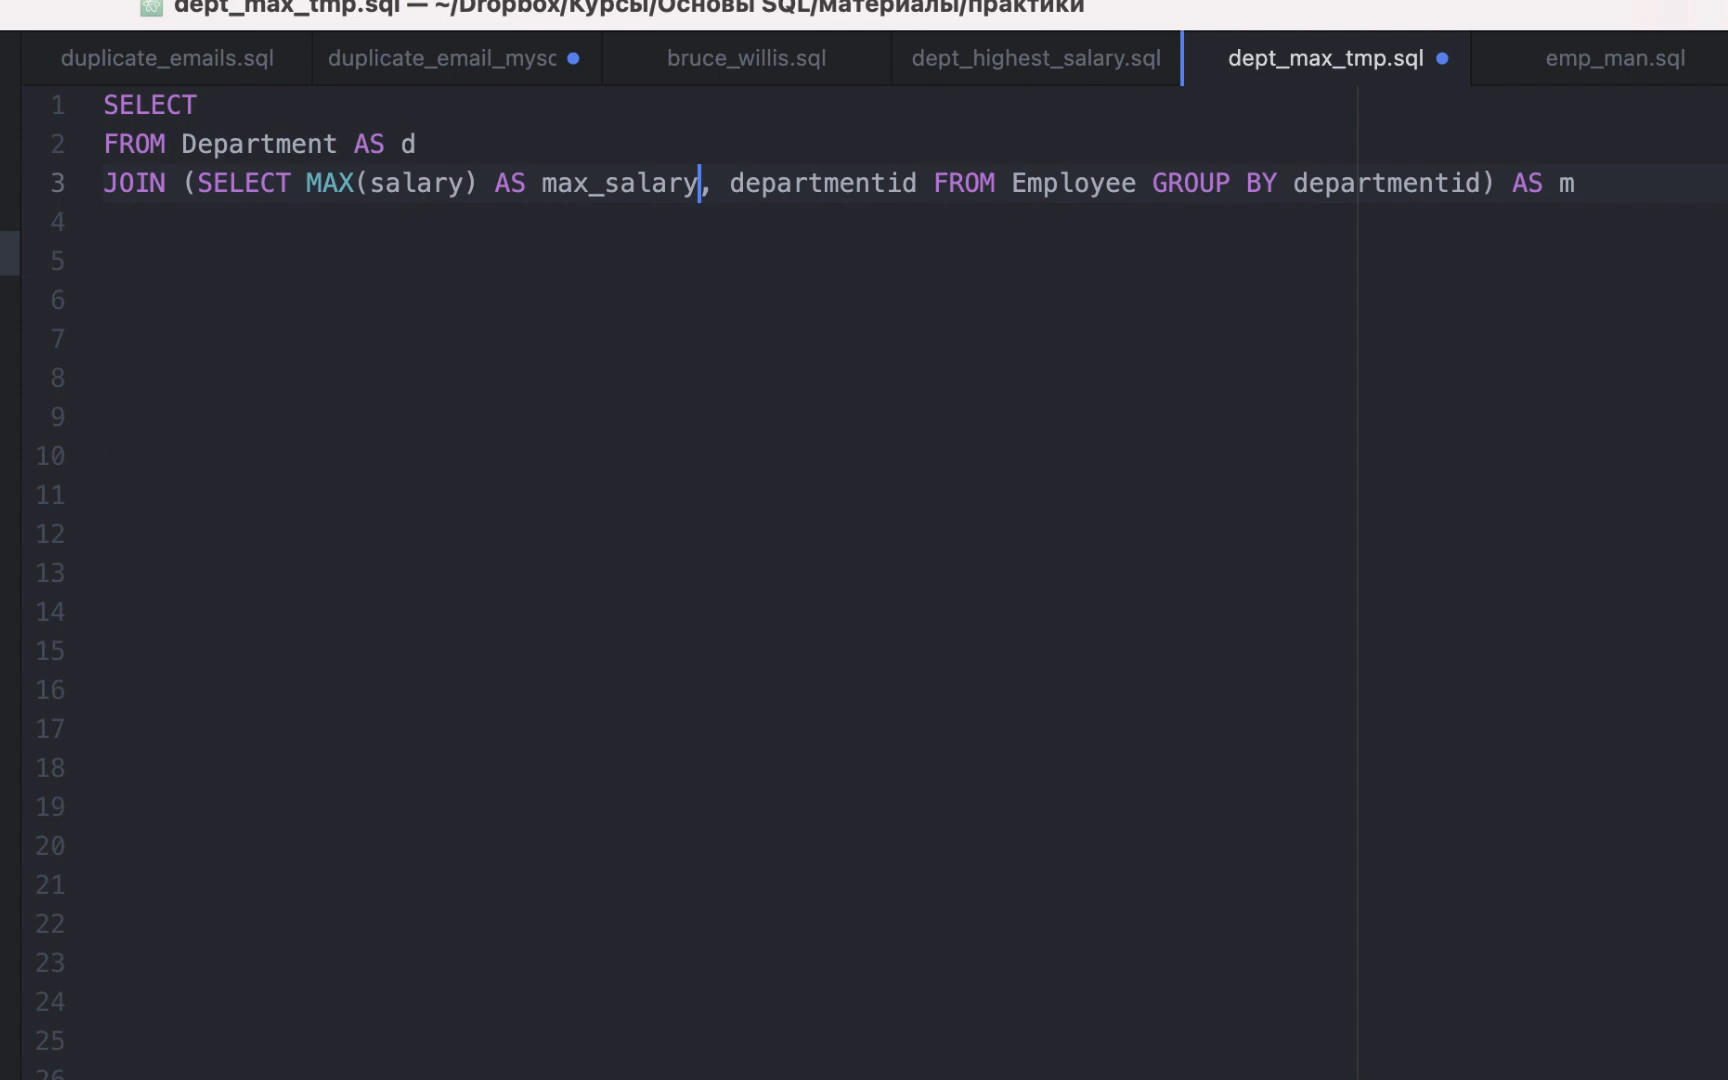 dept_max_tmp.sql — ~/Dropbox/Курсы/Основы SQL/материалы/практики
duplicate_emails.sql
duplicate_email_mysc
bruce_willis.sql
dept_highest_salary.sql
dept_max_tmp.sql
emp_man.sql
1 SELECT
2 FROM Department AS d
3 JOIN (SELECT MAX(salary) AS max_salary, departmentid FROM Employee GROUP BY departmentid) AS m
4
5
6
7
8
9
10
11
12
13
14
15
16
17
18
19
20
21
22
23
24
25
26